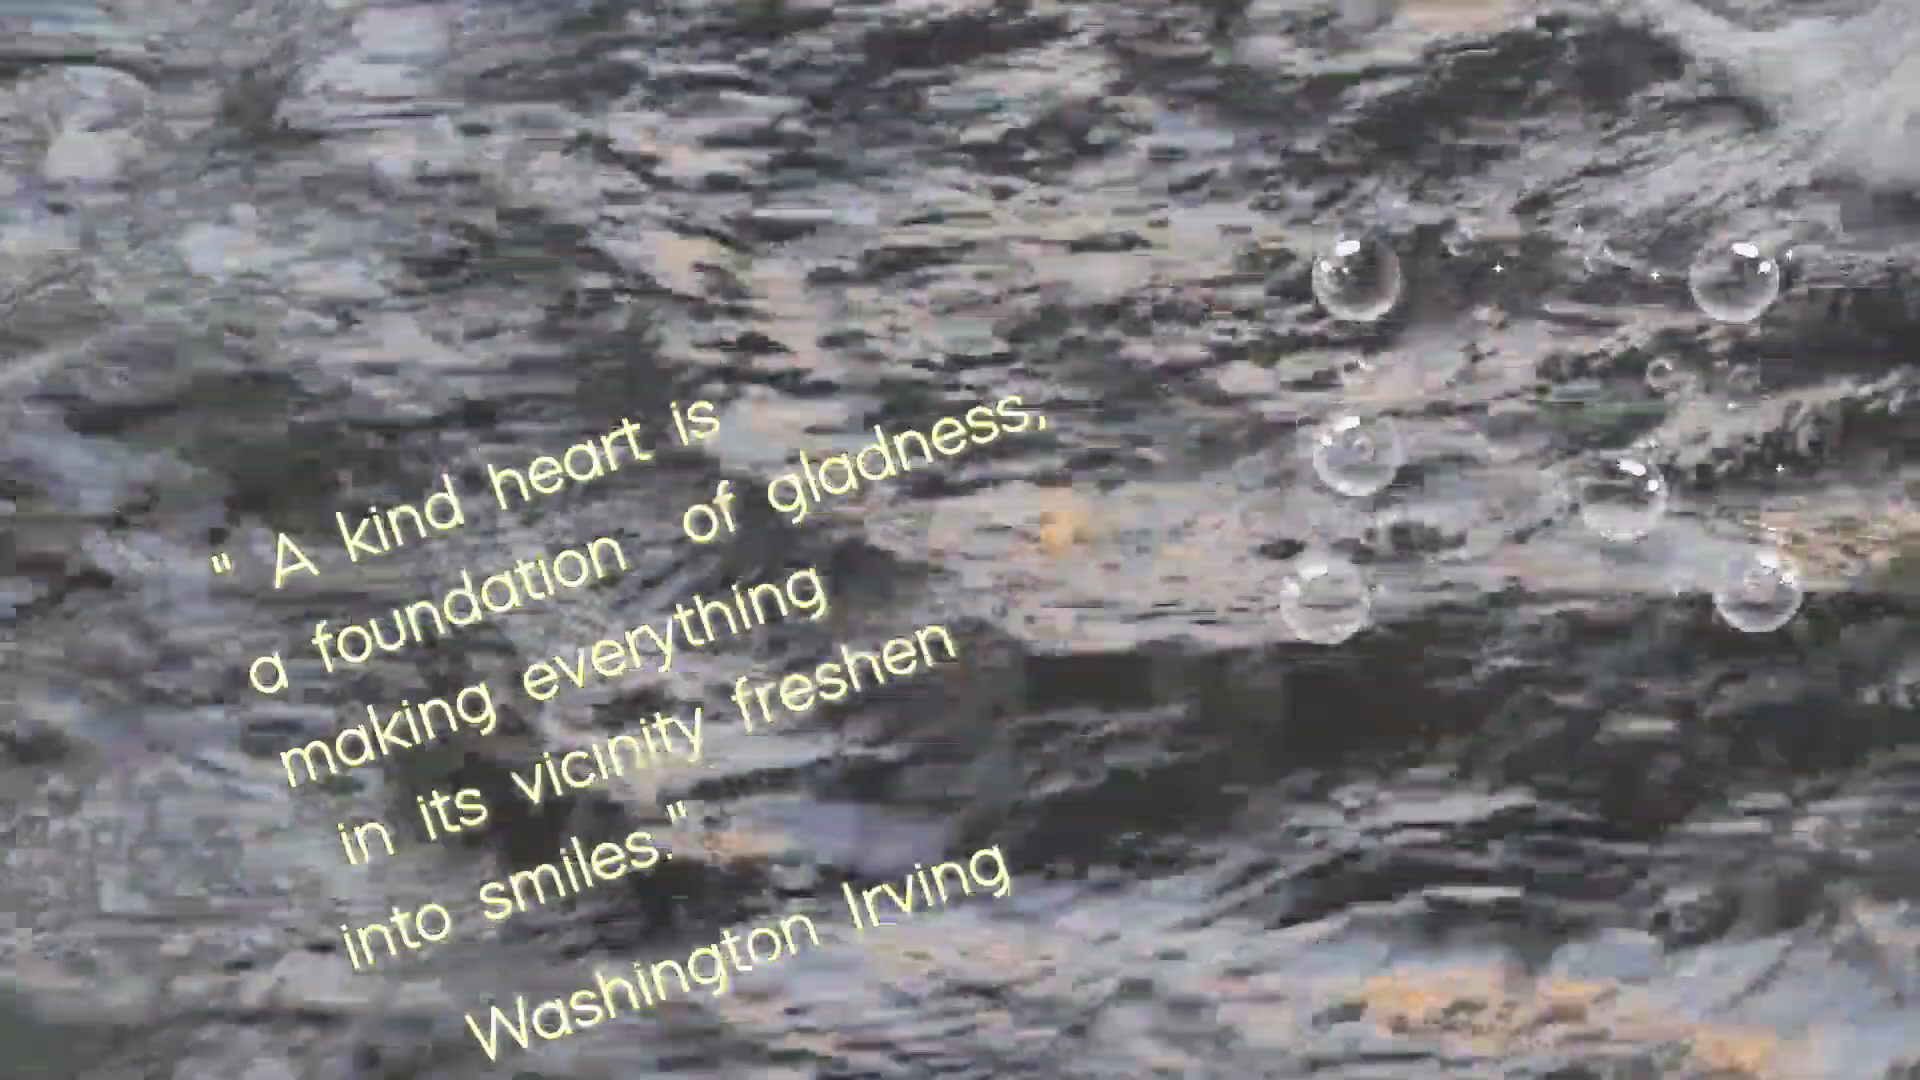 " A kind heart is
a foundation of gladness,
making everything
in its vicinity freshen
into smiles."
Washington Irving